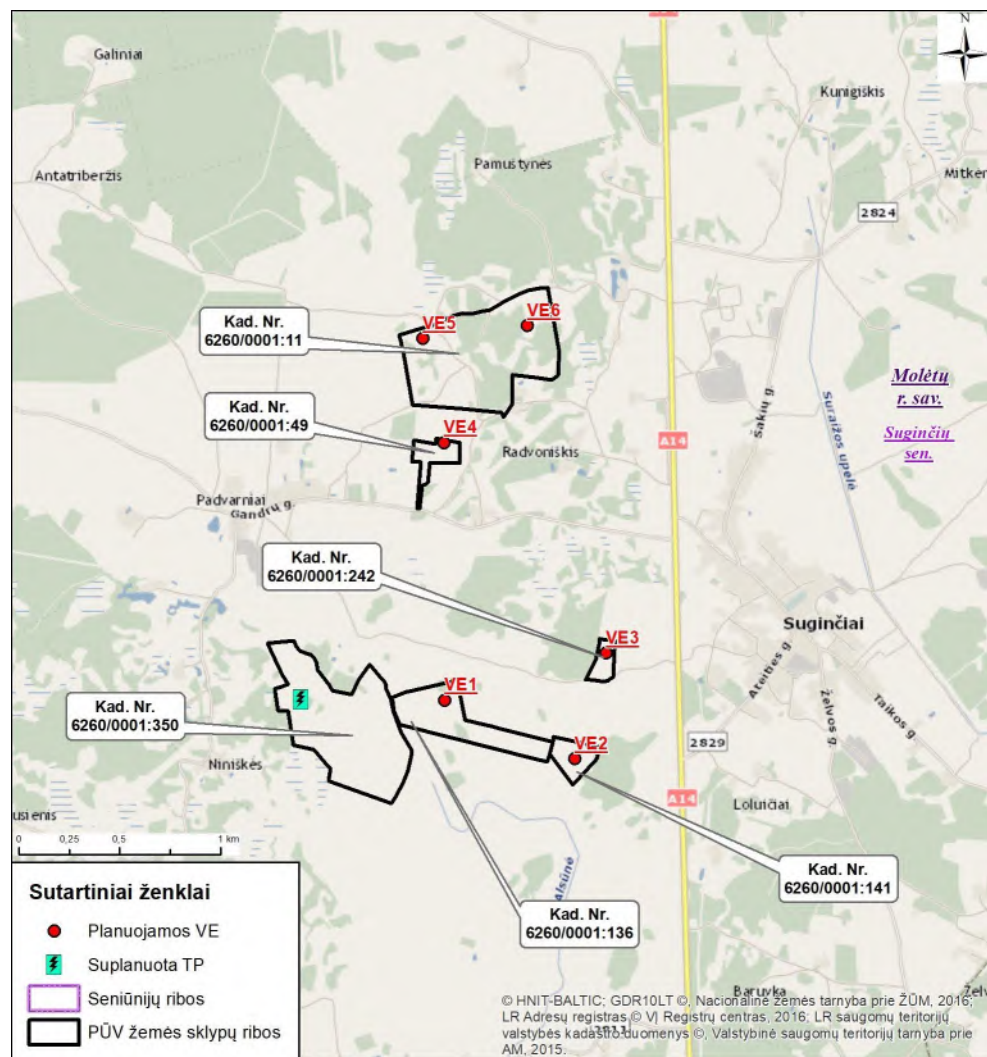 N
Galiniai
Kunigiškis
Antatriberžis
Pamuštynės
2824
Kad. Nr.
6260/0001:11
VE5
VE6
Molėtų
r. sav.
Suginčių
sen.
Kad. Nr.
6260/0001:49
VE4
Radvoniškis
A14
Šakių g.
Suraižos upelė
Padvarniai
Gandrų g.
Kad. Nr.
6260/0001:242
VE3
Suginčiai
Ateities g.
Želvos g.
Taikos g.
Kad. Nr.
6260/0001:350
VE1
VE2
2829
Niniškės
A14
Loluičiai
usienis
0 0,25 0,5 1 km
Kad. Nr.
6260/0001:141
Alsūnė
Kad. Nr.
6260/0001:136
Sutartiniai ženklai
Planuojamos VE
Suplanuota TP
Seniūnijų ribos
PŪV žemės sklypų ribos
Baruvka
© HNIT-BALTIC; GDR10LT ©, Nacionalinė žemės tarnyba prie ŽŪM, 2016;
LR Adresų registras © VĮ Registrų centras, 2016; LR saugomų teritorijų
valstybės kadastro duomenys ©, Valstybinė saugomų teritorijų tarnyba prie
AM, 2015.